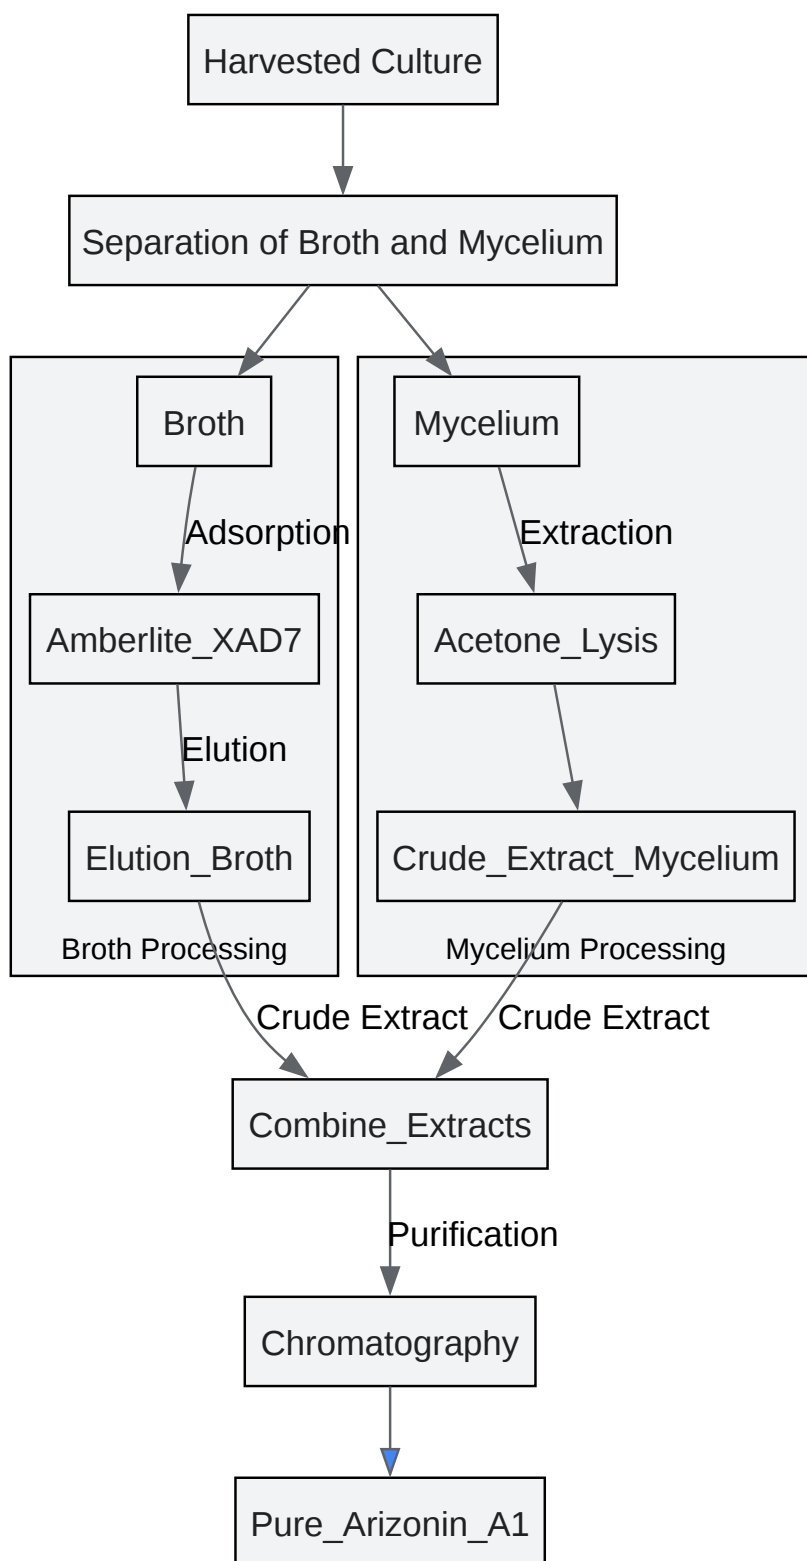 Harvested Culture
Separation of Broth and Mycelium
Broth
Mycelium
Adsorption
Extraction
Amberlite_XAD7
Acetone_Lysis
Elution
Elution_Broth
Crude_Extract_Mycelium
Broth Processing
Mycelium Processing
Crude Extract
Crude Extract
Combine_Extracts
Purification
Chromatography
Pure_Arizonin_A1